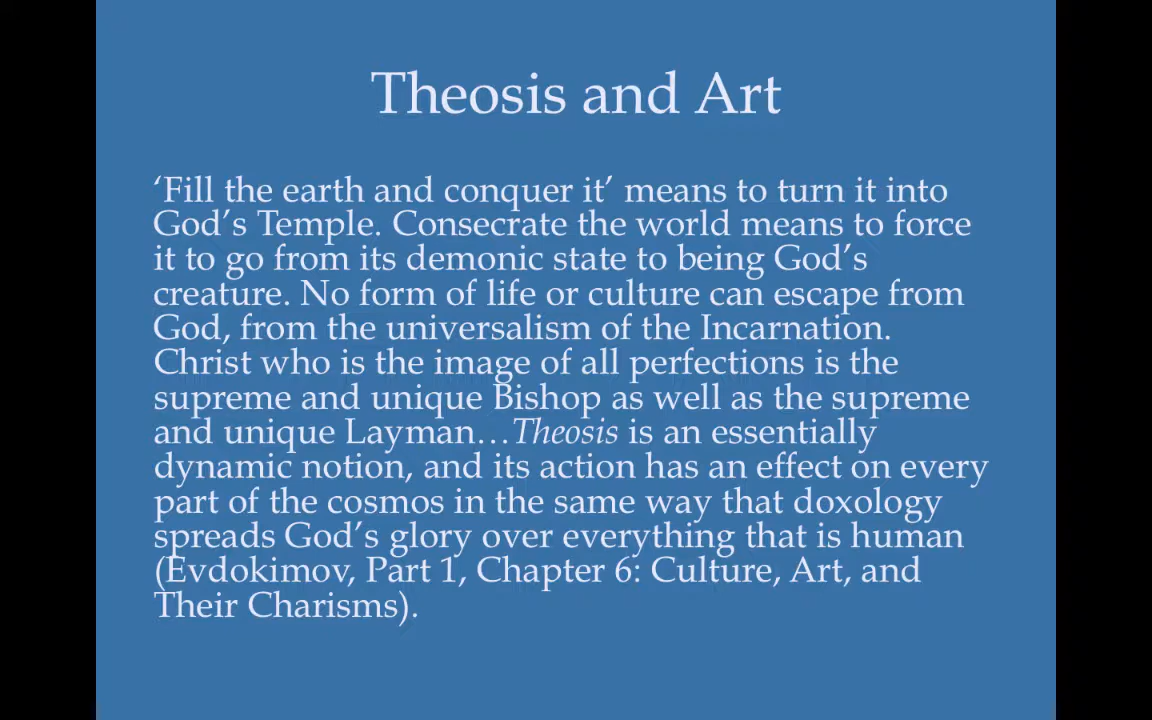 Theosis and Art
‘Fill the earth and conquer it’ means to turn it into
God’s Temple. Consecrate the world means to force
it to go from its demonic state to being God’s
creature. No form of life or culture can escape from
God, from the universalism of the Incarnation.
Christ who is the image of all perfections is the
supreme and unique Bishop as well as the supreme
and unique Layman…Theosis is an essentially
dynamic notion, and its action has an effect on every
part of the cosmos in the same way that doxology
spreads God’s glory over everything that is human
(Evdokimov, Part 1, Chapter 6: Culture, Art, and
Their Charisms).